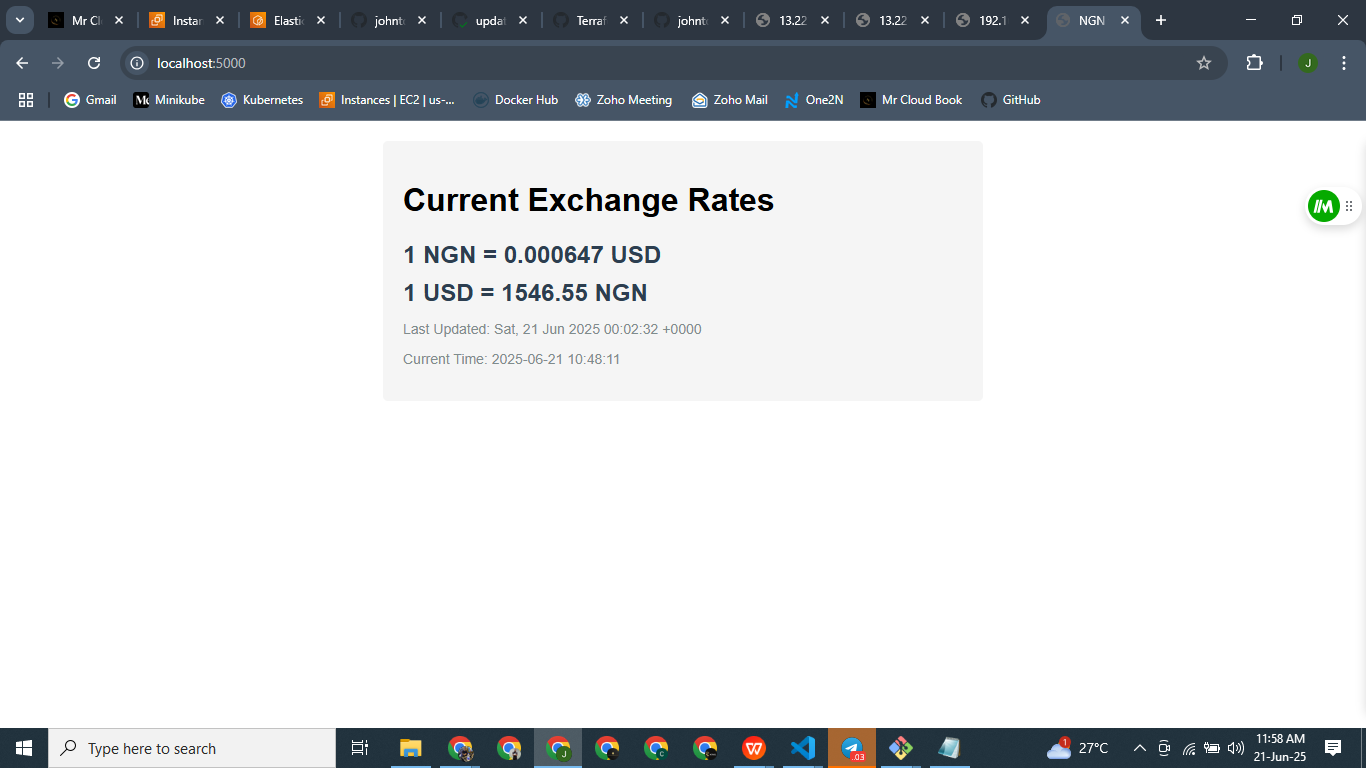 Mr Cl
Instar
Elastic
johnt
updat
Terraf
johnt
13.22
13.22
192.1
NGN
localhost:5000
J
Gmail
Minikube
Kubernetes
Instances | EC2 | us-...
Docker Hub
Zoho Meeting
Zoho Mail
One2N
Mr Cloud Book
GitHub
Current Exchange Rates
1 NGN = 0.000647 USD
1 USD = 1546.55 NGN
Last Updated: Sat, 21 Jun 2025 00:02:32 +0000
Current Time: 2025-06-21 10:48:11
Type here to search
1
27°C
11:58 AM
21-Jun-25